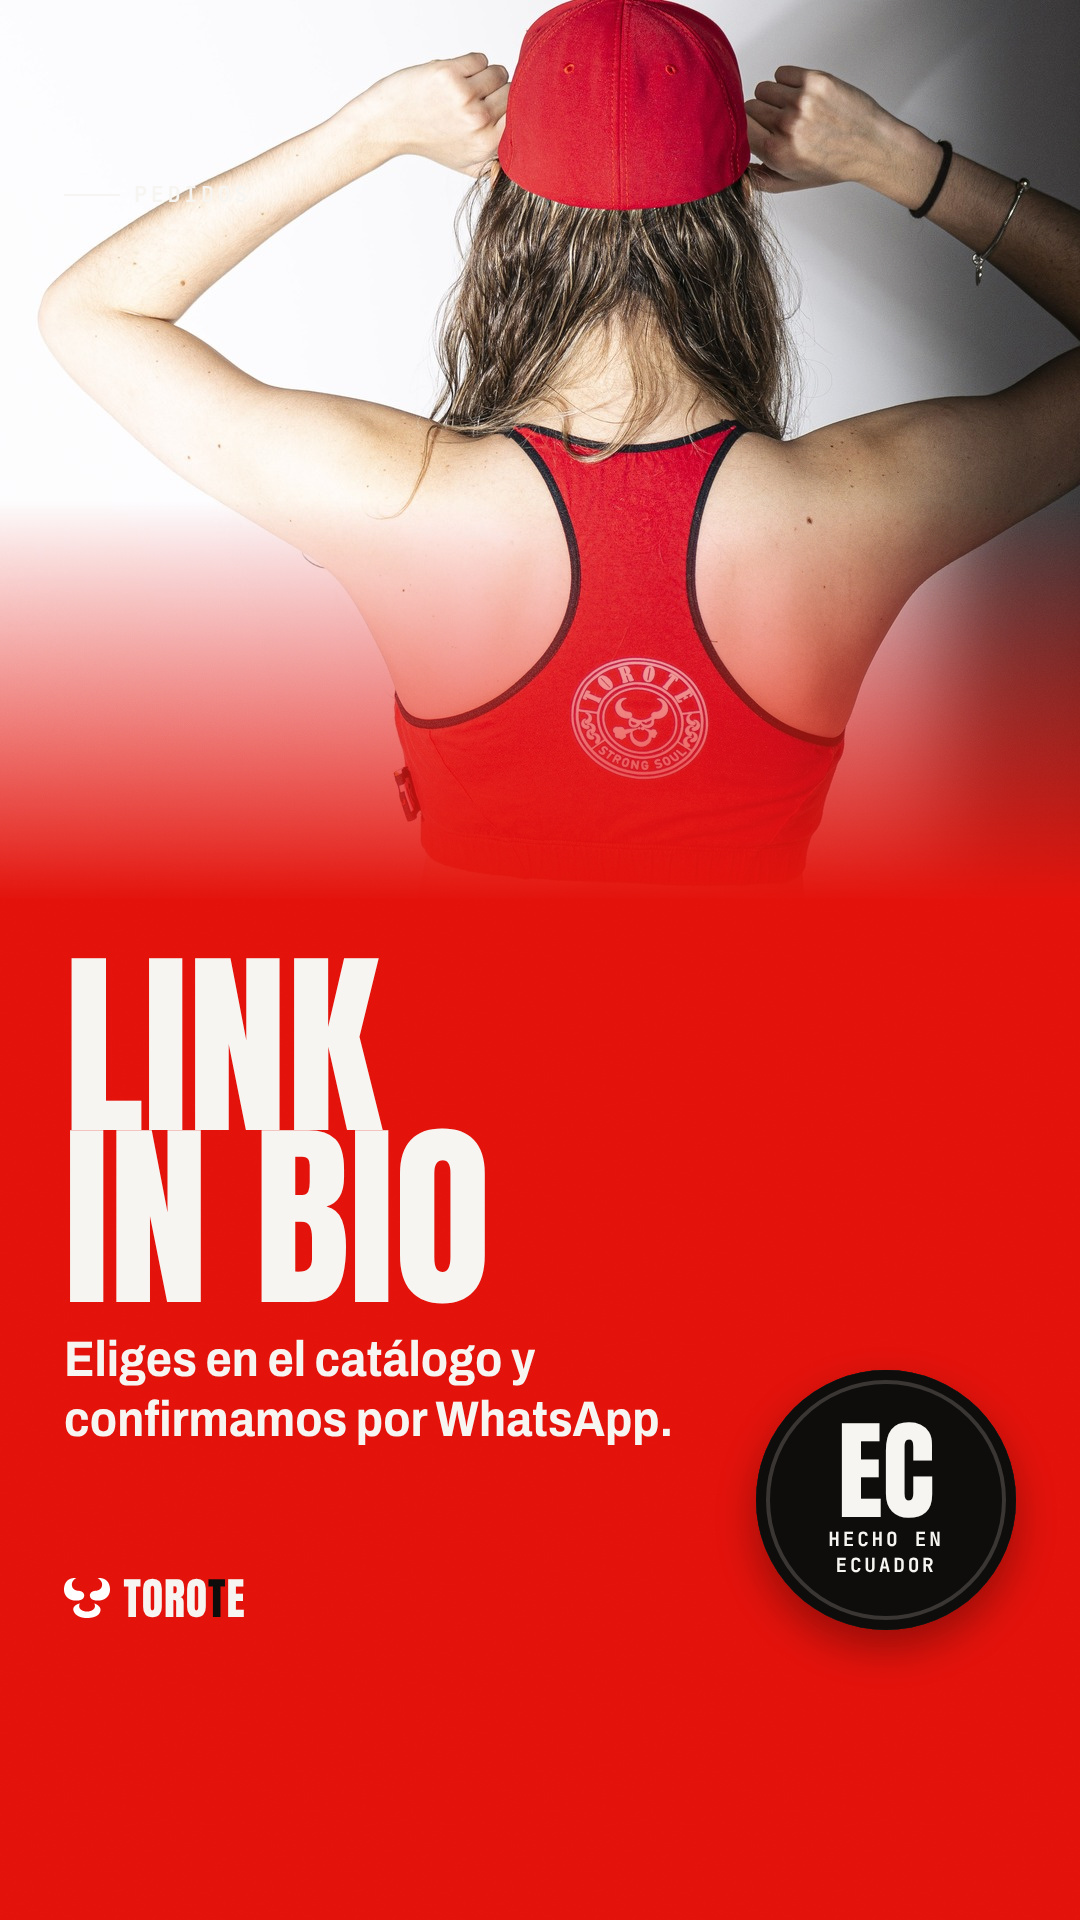 TOROTE
STRONG SOUL
LINK
IN BIO
Eliges en el catálogo y
confirmamos por WhatsApp.
EC
HECHO EN
ECUADOR
TOROTE